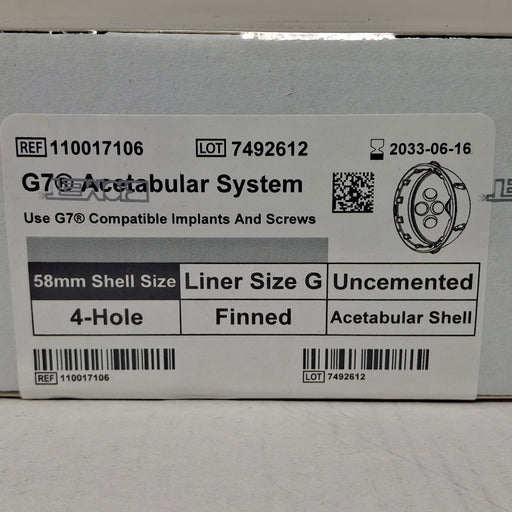 REF 110017106 LOT 7492612 2033-06-16
G7® Acetabular System
Use G7® Compatible Implants And Screws
58mm Shell Size Liner Size G Uncemented
4-Hole Finned Acetabular Shell
REF 110017106 LOT 7492612